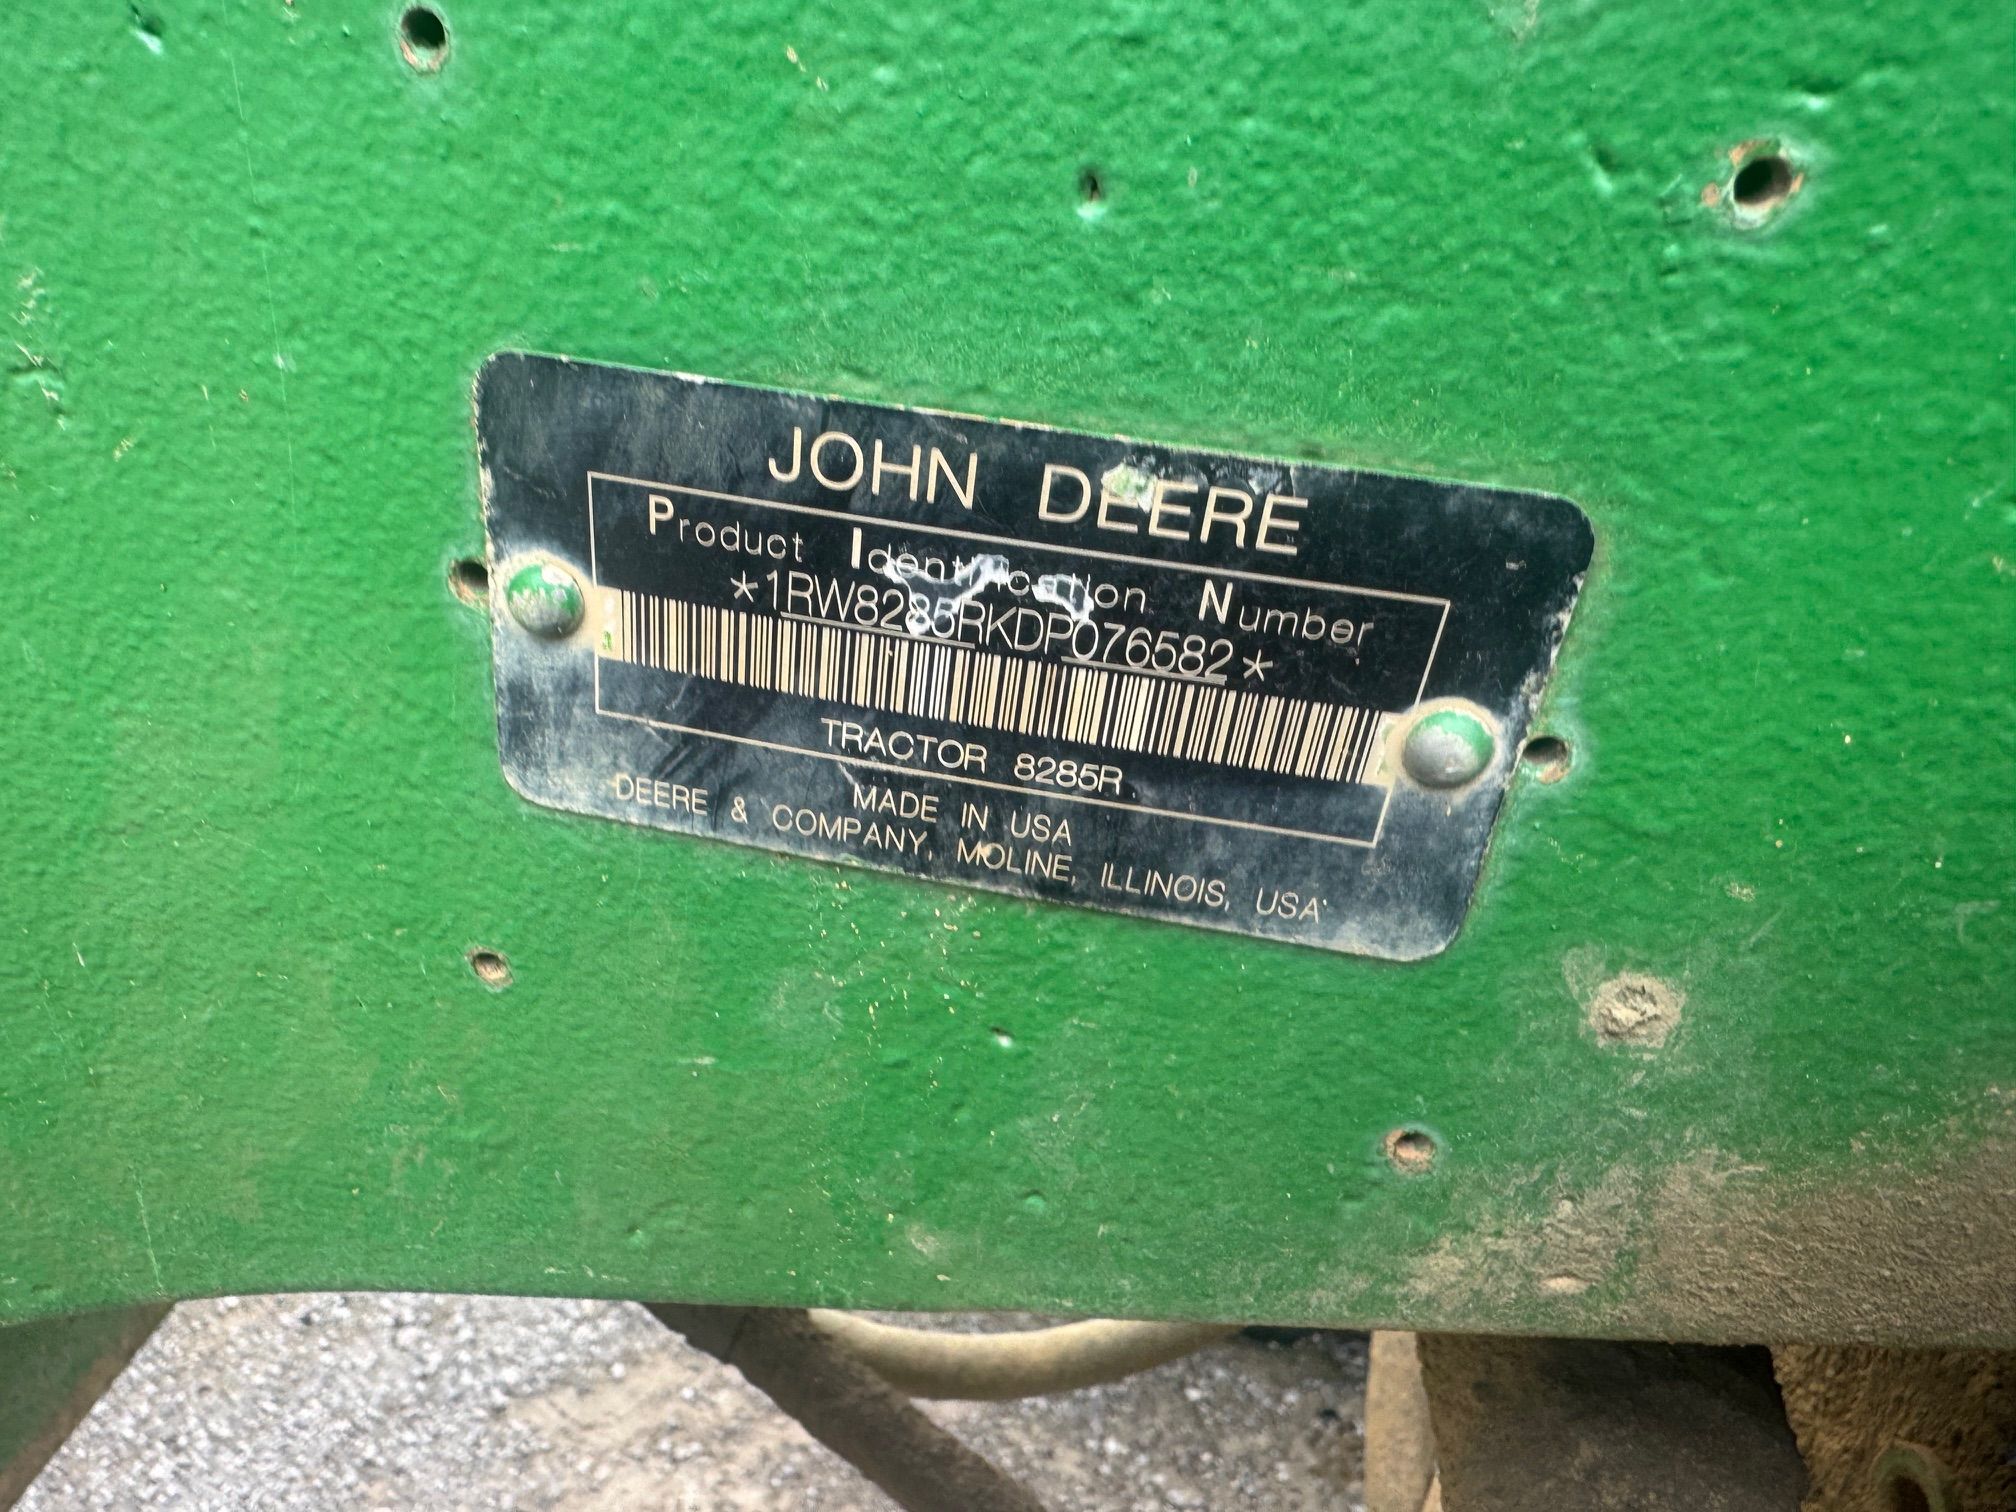 JOHN DEERE
Product Identification Number
*1RW8285RKDP076582*
TRACTOR 8285R
MADE IN USA
DEERE & COMPANY, MOLINE, ILLINOIS, USA